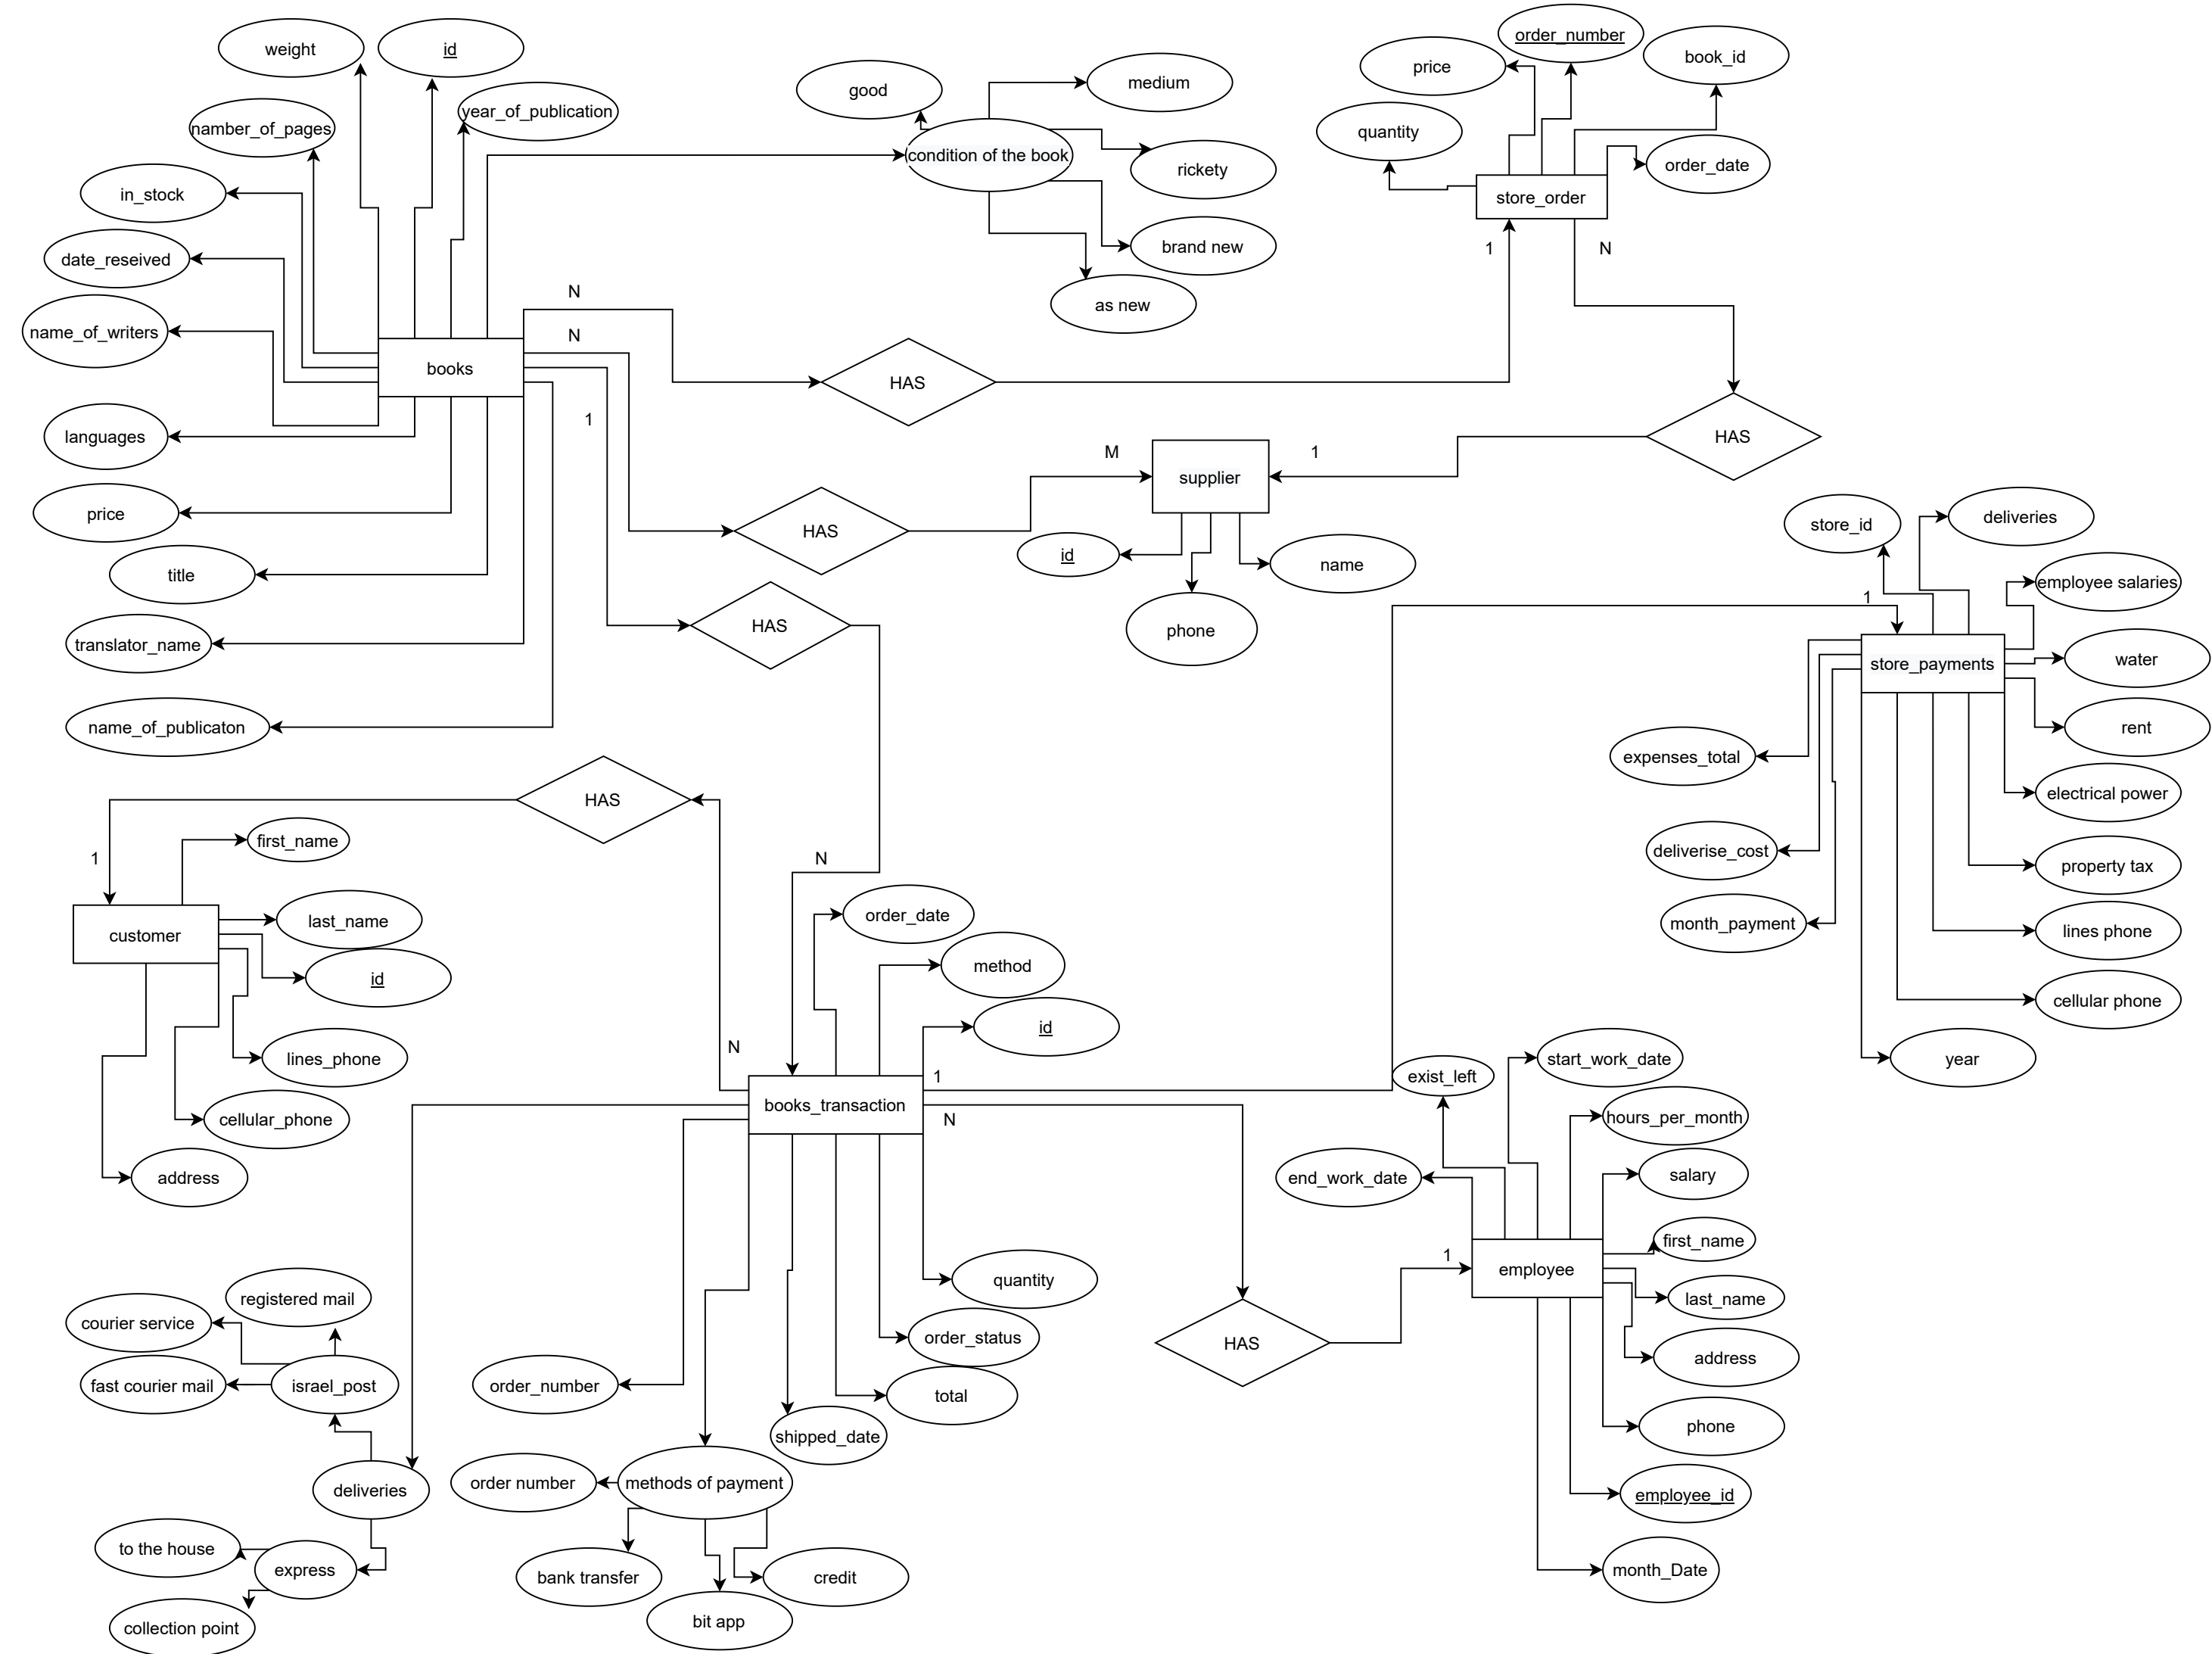 weight
id
year_of_publication
namber_of_pages
in_stock
date_reseived
name_of_writers
languages
price
title
translator_name
name_of_publicaton
books
good
medium
condition of the book
rickety
brand new
as new
price
order_number
book_id
quantity
order_date
store_order
1
N
N
N
1
HAS
HAS
M
supplier
1
HAS
id
name
phone
HAS
store_id
deliveries
employee salaries
1
store_payments
water
rent
expenses_total
electrical power
deliverise_cost
property tax
month_payment
lines phone
cellular phone
year
HAS
1
N
first_name
customer
last_name
id
lines_phone
cellular_phone
address
order_date
method
id
N
1
books_transaction
N
quantity
order_status
total
shipped_date
order_number
methods of payment
order number
bank transfer
bit app
credit
registered mail
courier service
fast courier mail
israel_post
deliveries
to the house
express
collection point
HAS
1
exist_left
start_work_date
hours_per_month
end_work_date
salary
first_name
employee
last_name
address
phone
employee_id
month_Date